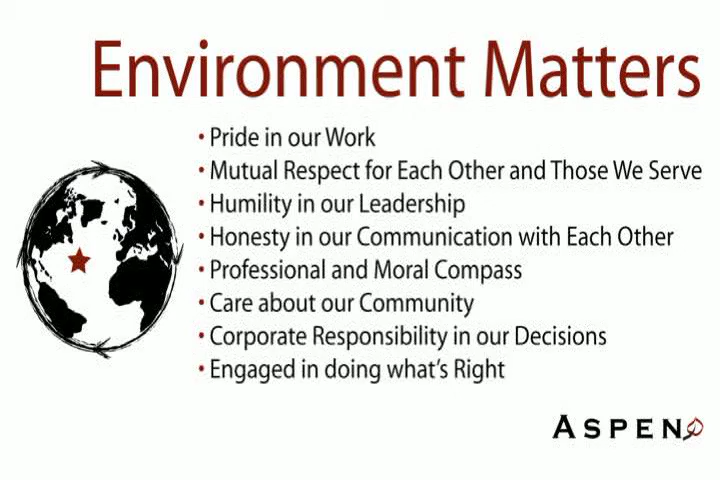 Environment Matters
• Pride in our Work
• Mutual Respect for Each Other and Those We Serve
• Humility in our Leadership
• Honesty in our Communication with Each Other
• Professional and Moral Compass
• Care about our Community
• Corporate Responsibility in our Decisions
• Engaged in doing what's Right
ASPEN